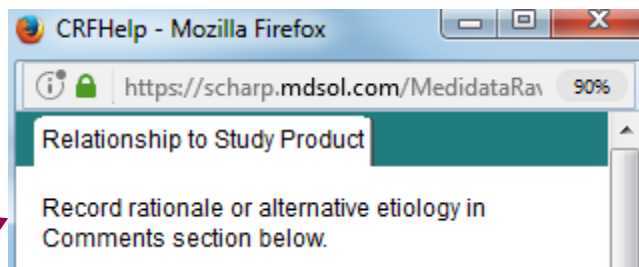 CRFHelp - Mozilla Firefox
https://scharp.mdsol.com/MedidataRa
90%
Relationship to Study Product
Record rationale or alternative etiology in
Comments section below.